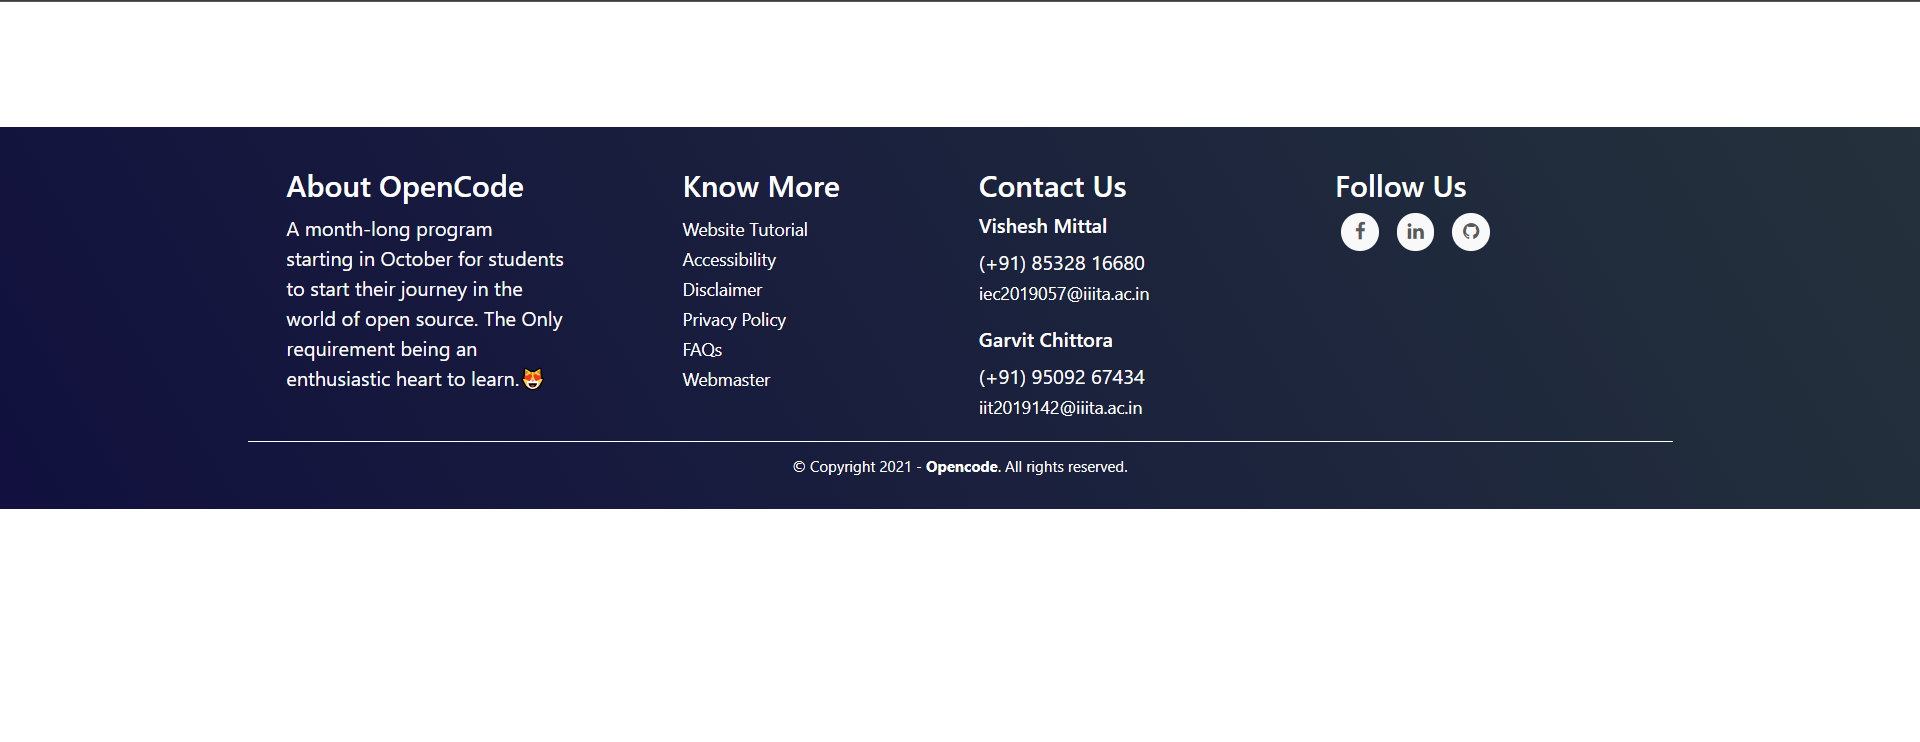 About OpenCode
A month-long program
starting in October for students
to start their journey in the
world of open source. The Only
requirement being an
enthusiastic heart to learn.😻
Know More
Website Tutorial
Accessibility
Disclaimer
Privacy Policy
FAQs
Webmaster
Contact Us
Vishesh Mittal
(+91) 85328 16680
iec2019057@iiita.ac.in
Garvit Chittora
(+91) 95092 67434
iit2019142@iiita.ac.in
Follow Us
© Copyright 2021 - Opencode. All rights reserved.